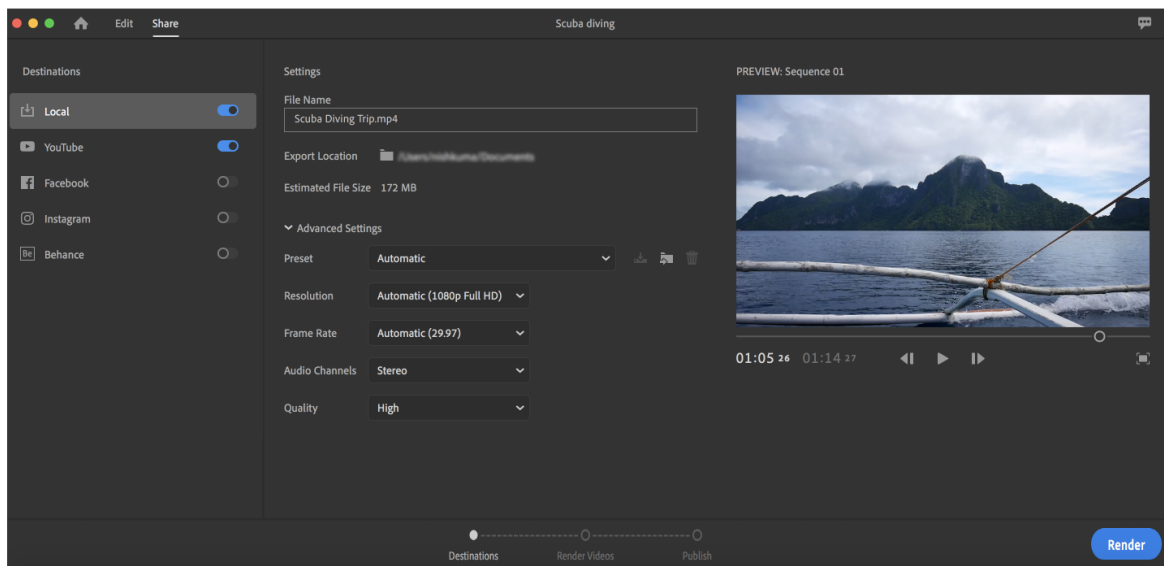 Edit Share Scuba diving
Destinations
Local
YouTube
Facebook
Instagram
Be Behance
Settings
File Name
Scuba Diving Trip.mp4
Export Location
Estimated File Size 172 MB
Advanced Settings
Preset Automatic
Resolution Automatic (1080p Full HD)
Frame Rate Automatic (29.97)
Audio Channels Stereo
Quality High
PREVIEW: Sequence 01
01:05 26 01:14 27
Destinations Render Videos Publish
Render